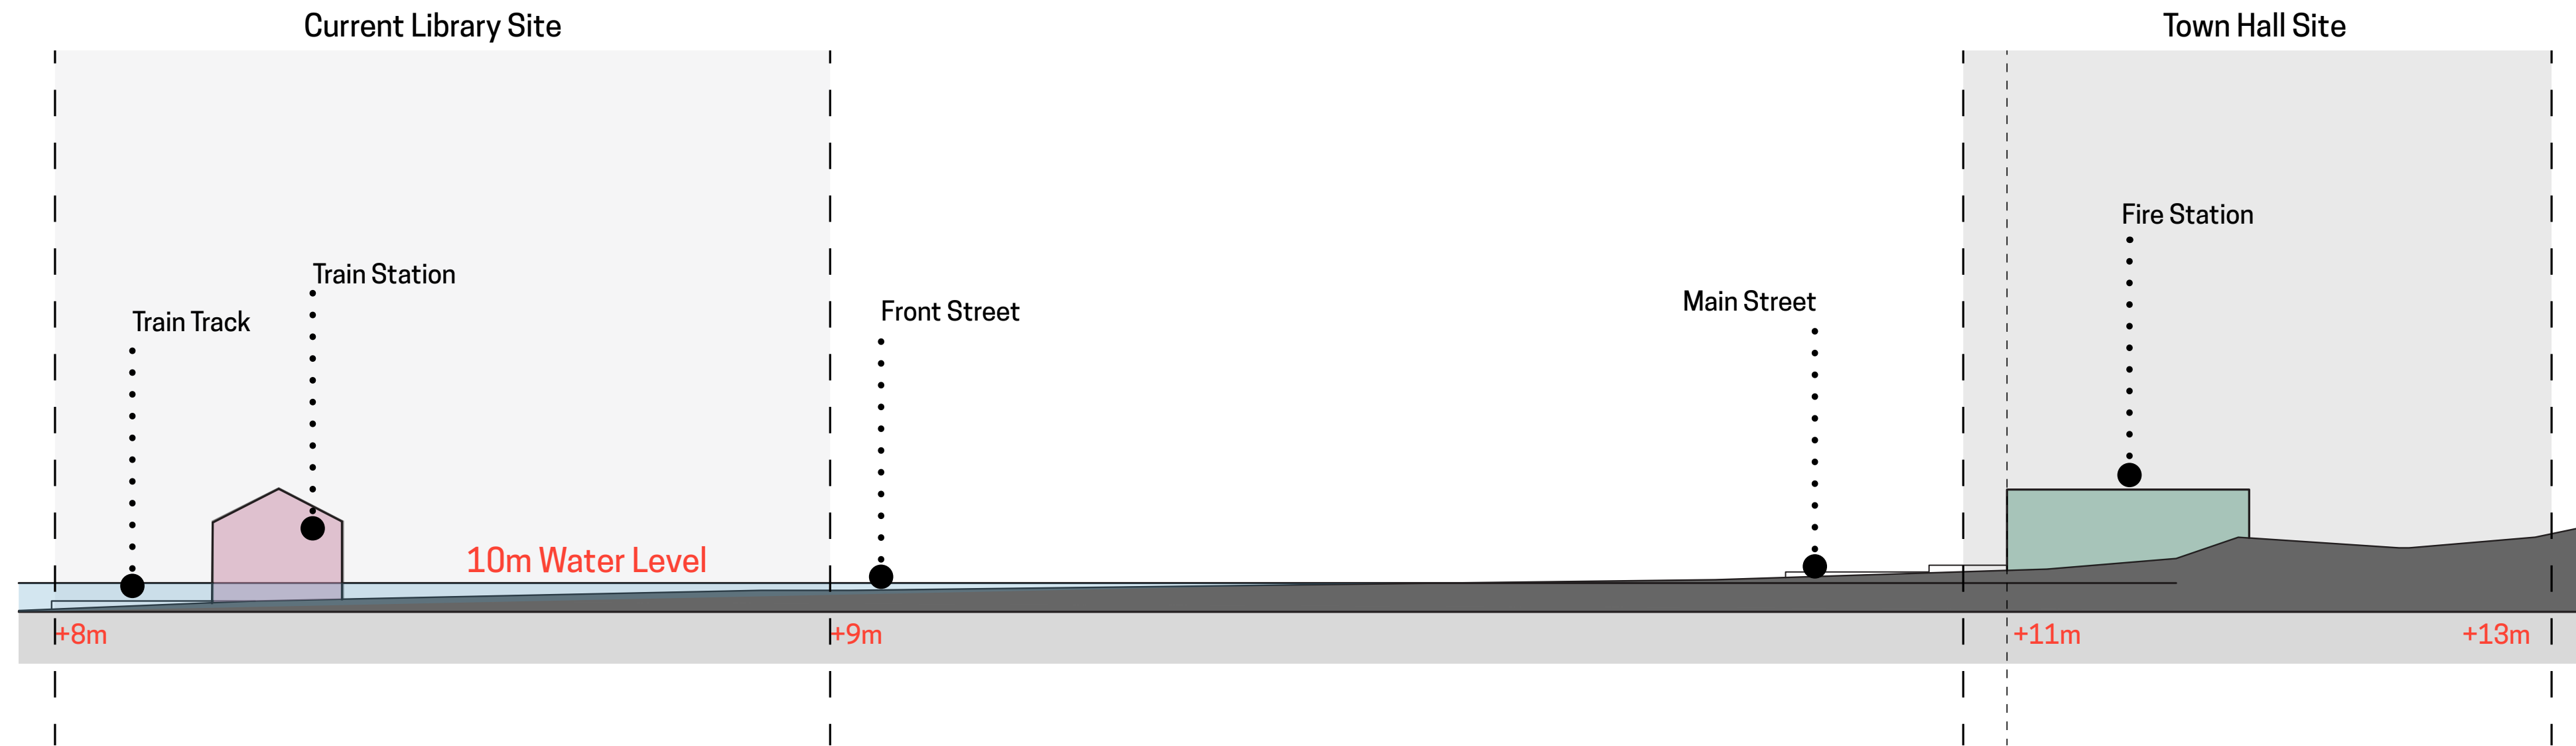 Current Library Site
Town Hall Site
Fire Station
Train Station
Main Street
Front Street
Train Track
10m Water Level
+8m
+9m
+11m
+13m